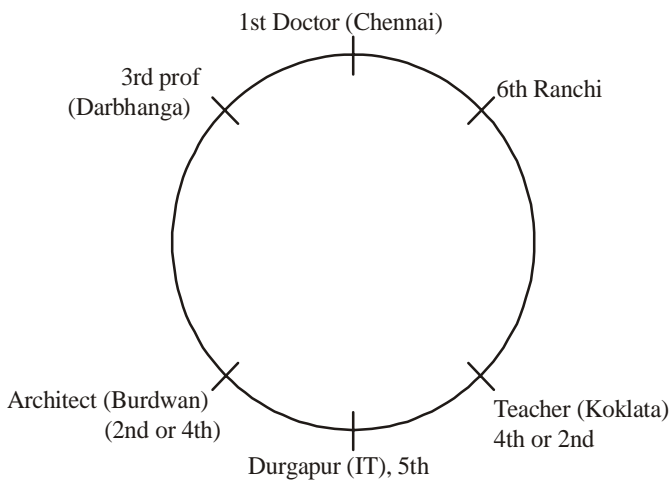 1st Doctor (Chennai)
3rd prof
(Darbhanga)
6th Ranchi
Architect (Burdwan)
(2nd or 4th)
Teacher (Koklata)
4th or 2nd
Durgapur (IT), 5th